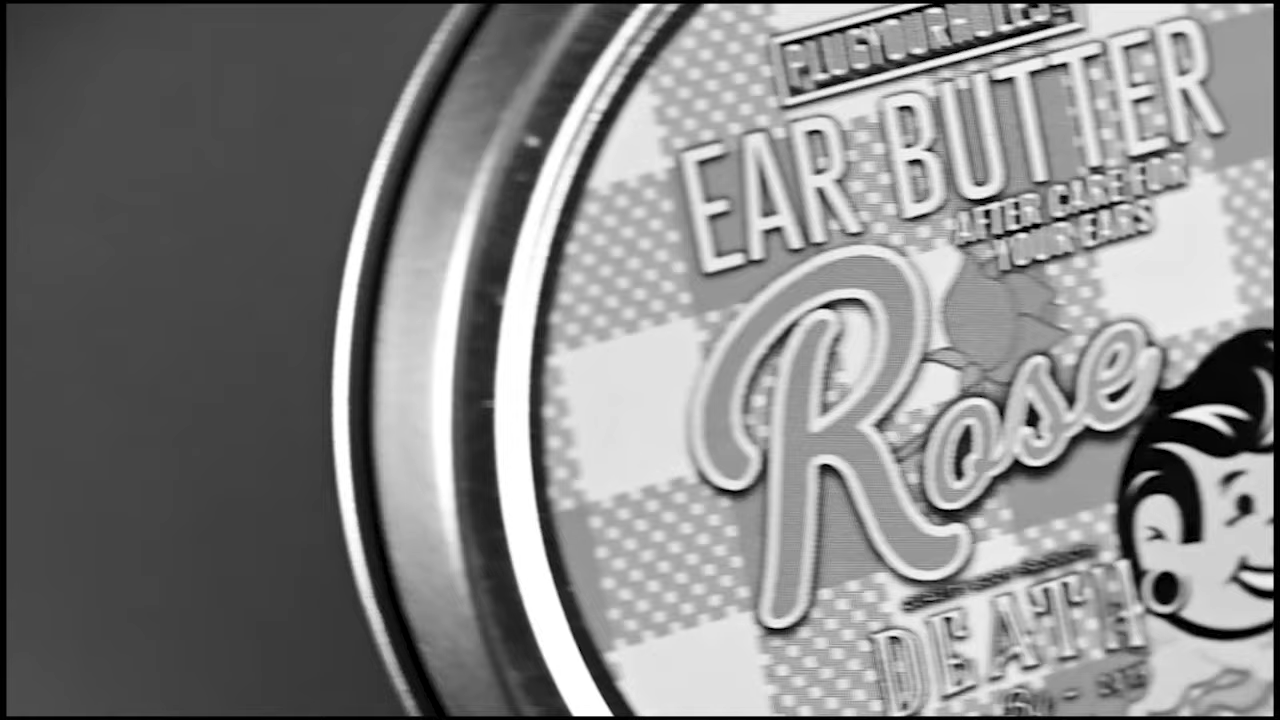 PLUGYOURHOLES
EAR BUTTER
AFTER CARE FOR
YOUR EARS
Rose
DEATH